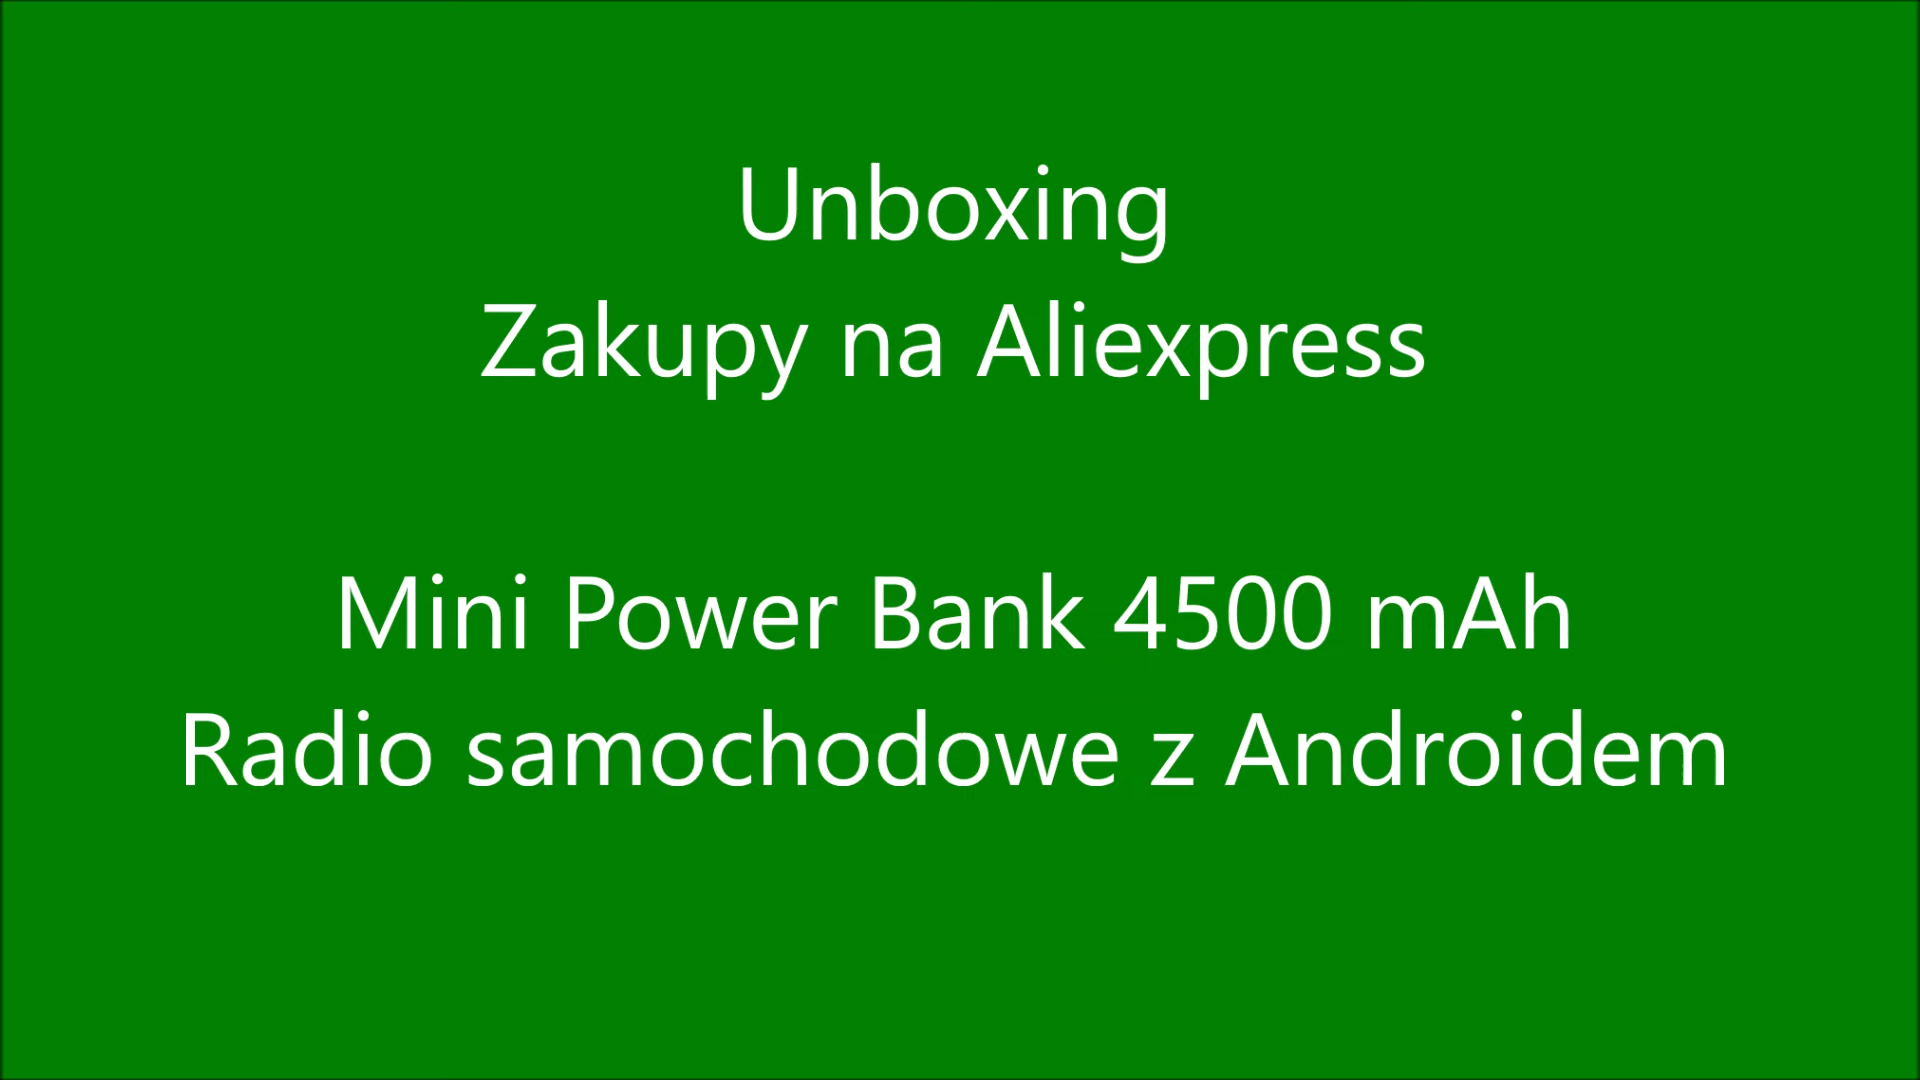 Unboxing
Zakupy na Aliexpress
Mini Power Bank 4500 mAh
Radio samochodowe z Androidem